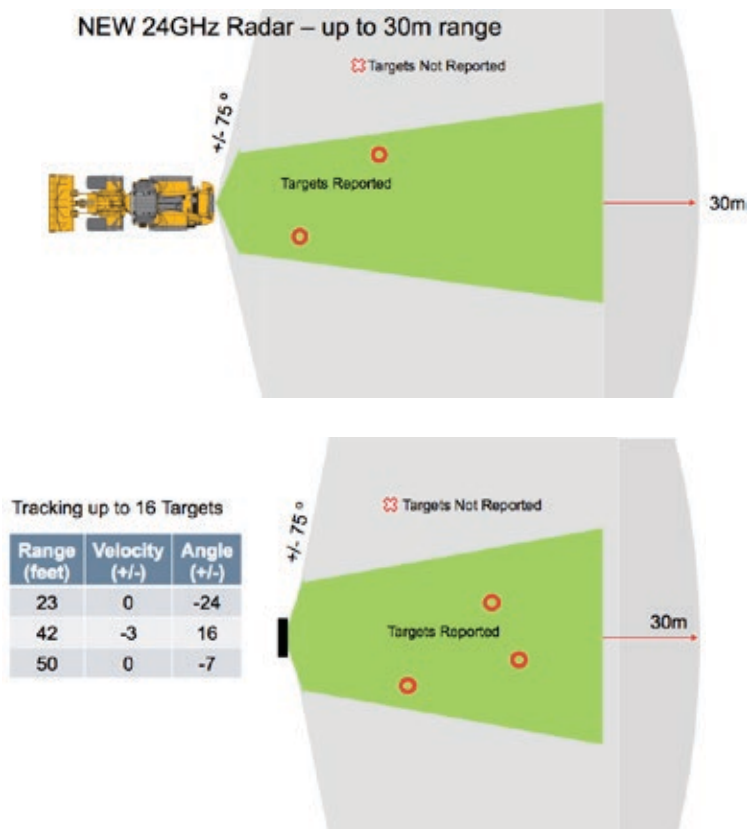 NEW 24GHz Radar – up to 30m range
Targets Not Reported
+/- 75 º
Targets Reported
30m
Tracking up to 16 Targets
Range (feet) Velocity (+/-) Angle (+/-)
23 0 -24
42 -3 16
50 0 -7
+/- 75 º
Targets Not Reported
Targets Reported
30m